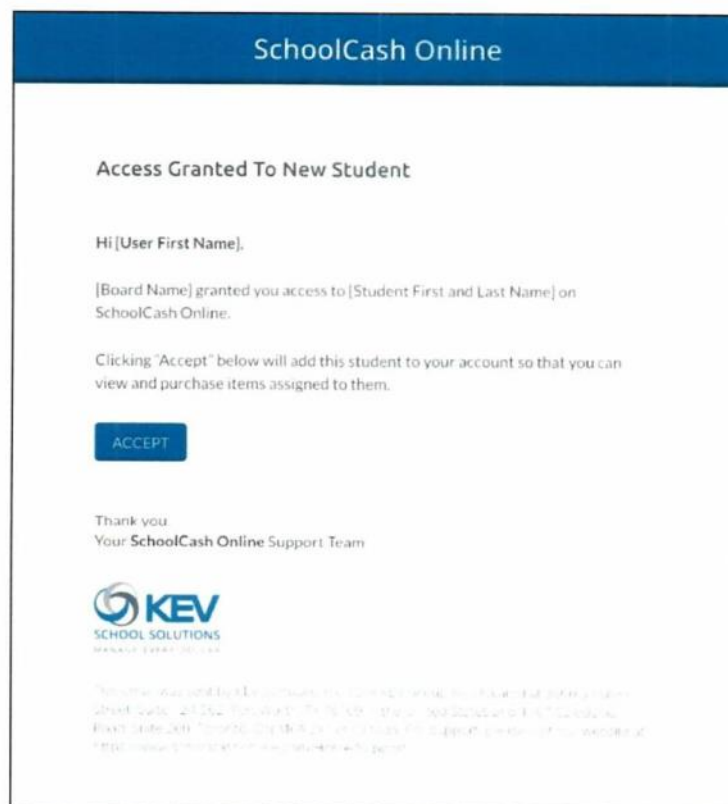 SchoolCash Online
Access Granted To New Student
Hi [User First Name],
[Board Name] granted you access to [Student First and Last Name] on
SchoolCash Online.
Clicking "Accept" below will add this student to your account so that you can
view and purchase items assigned to them.
ACCEPT
Thank you
Your SchoolCash Online Support Team
KEV
SCHOOL SOLUTIONS
MANAGE EVERY DOLLAR